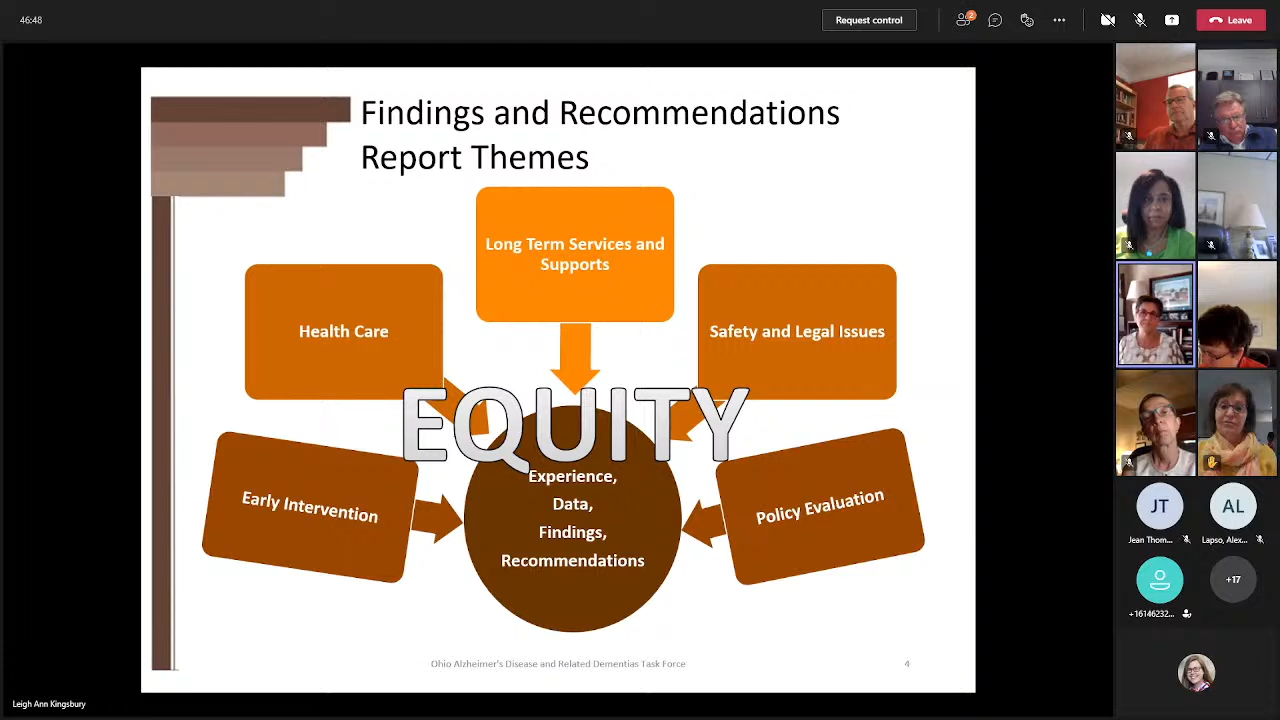 46:48
Request control
2
Leave
Findings and Recommendations
Report Themes
Long Term Services and
Supports
Health Care
Safety and Legal Issues
EQUITY
Early Intervention
Policy Evaluation
Experience,
Data,
Findings,
Recommendations
Ohio Alzheimer's Disease and Related Dementias Task Force
4
JT
AL
Jean Thom...
Lapso, Alex...
+17
+16146232...
Leigh Ann Kingsbury